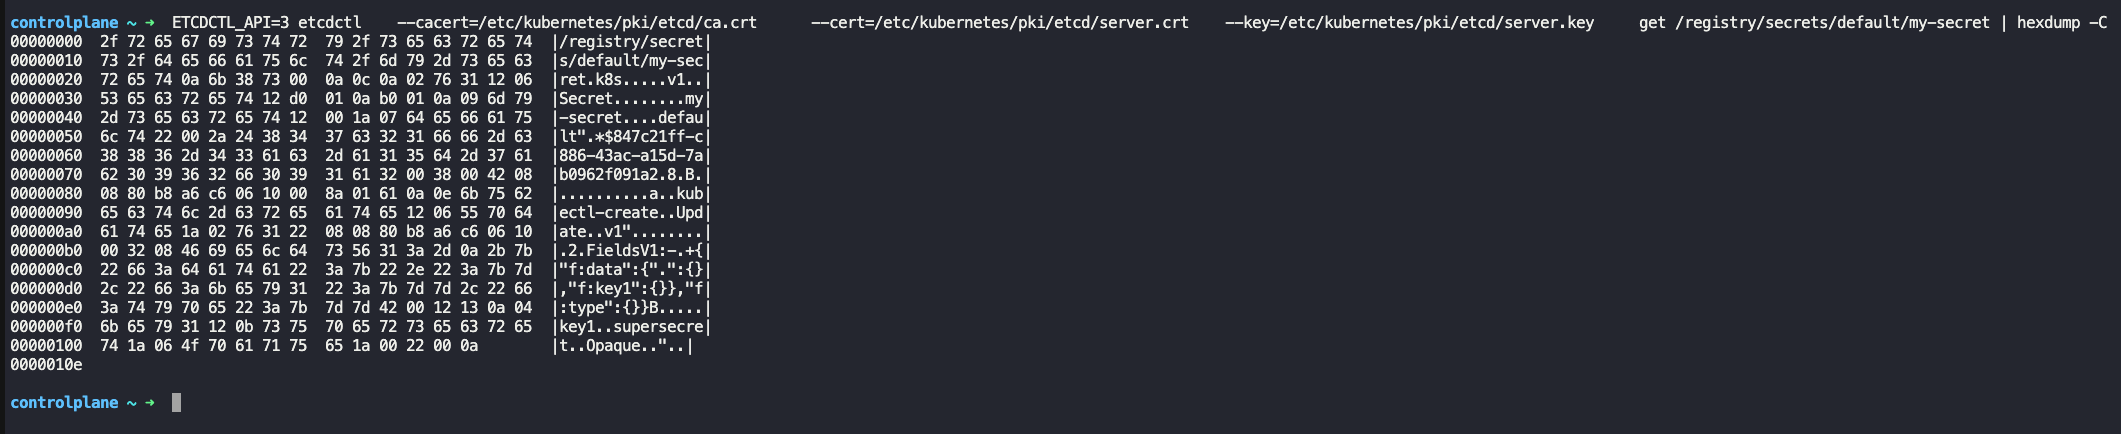 controlplane ~ ➜  ETCDCTL_API=3 etcdctl    --cacert=/etc/kubernetes/pki/etcd/ca.crt      --cert=/etc/kubernetes/pki/etcd/server.crt    --key=/etc/kubernetes/pki/etcd/server.key     get /registry/secrets/default/my-secret | hexdump -C
00000000  2f 72 65 67 69 73 74 72  79 2f 73 65 63 72 65 74  |/registry/secret|
00000010  73 2f 64 65 66 61 75 6c  74 2f 6d 79 2d 73 65 63  |s/default/my-sec|
00000020  72 65 74 0a 6b 38 73 00  0a 0c 0a 02 76 31 12 06  |ret.k8s.....v1..|
00000030  53 65 63 72 65 74 12 d0  01 0a b0 01 0a 09 6d 79  |Secret........my|
00000040  2d 73 65 63 72 65 74 12  00 1a 07 64 65 66 61 75  |-secret....defau|
00000050  6c 74 22 00 2a 24 38 34  37 63 32 31 66 66 2d 63  |lt".*$847c21ff-c|
00000060  38 38 36 2d 34 33 61 63  2d 61 31 35 64 2d 37 61  |886-43ac-a15d-7a|
00000070  62 30 39 36 32 66 30 39  31 61 32 00 38 00 42 08  |b0962f091a2.8.B.|
00000080  08 80 b8 a6 c6 06 10 00  8a 01 61 0a 0e 6b 75 62  |..........a..kub|
00000090  65 63 74 6c 2d 63 72 65  61 74 65 12 06 55 70 64  |ectl-create..Upd|
000000a0  61 74 65 1a 02 76 31 22  08 08 80 b8 a6 c6 06 10  |ate..v1"........|
000000b0  00 32 08 46 69 65 6c 64  73 56 31 3a 2d 0a 2b 7b  |.2.FieldsV1:-.+{|
000000c0  22 66 3a 64 61 74 61 22  3a 7b 22 2e 22 3a 7b 7d  |"f:data":{".":{}|
000000d0  2c 22 66 3a 6b 65 79 31  22 3a 7b 7d 7d 2c 22 66  |,"f:key1":{}},"f|
000000e0  3a 74 79 70 65 22 3a 7b  7d 7d 42 00 12 13 0a 04  |:type":{}}B.....|
000000f0  6b 65 79 31 12 0b 73 75  70 65 72 73 65 63 72 65  |key1..supersecre|
00000100  74 1a 06 4f 70 61 71 75  65 1a 00 22 00 0a        |t..Opaque.."..|
0000010e
controlplane ~ ➜